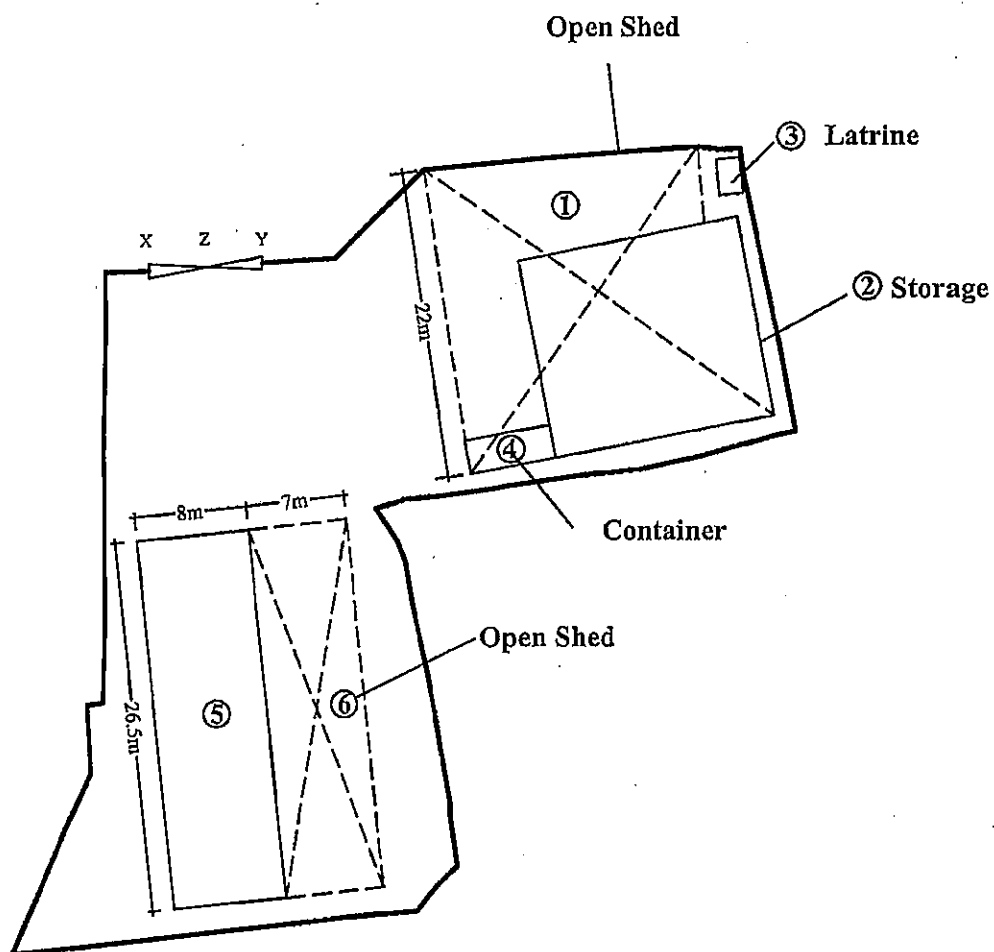 Open Shed
③ Latrine
①
X Z Y
② Storage
22m
④
Container
8m 7m
Open Shed
26.5m
⑤
⑥